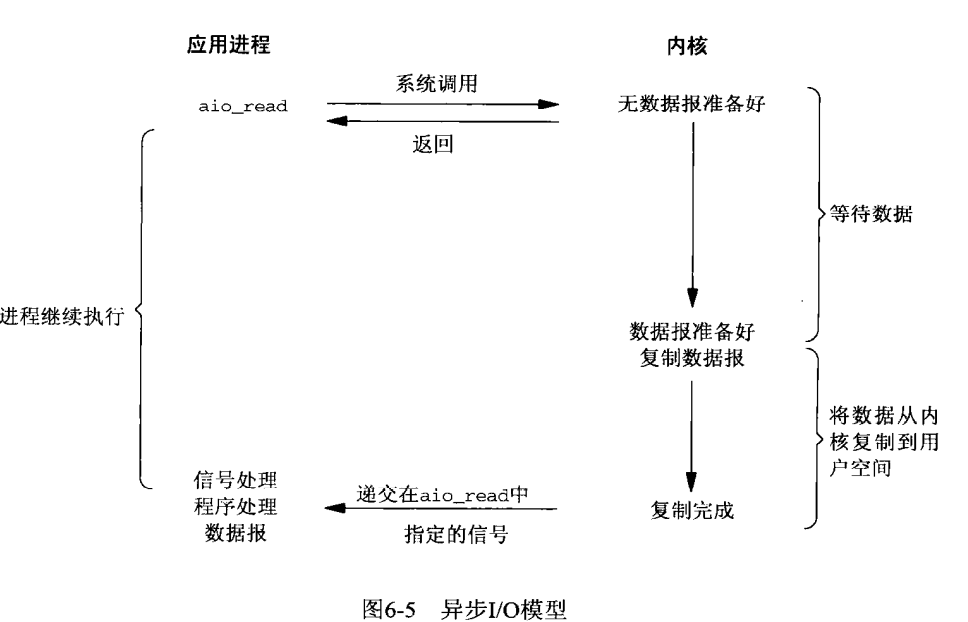 应用进程
内核
系统调用
aio_read
无数据报准备好
返回
等待数据
进程继续执行
数据报准备好
复制数据报
将数据从内
核复制到用
户空间
信号处理
程序处理
数据报
递交在aio_read中
指定的信号
复制完成
图6-5 异步I/O模型